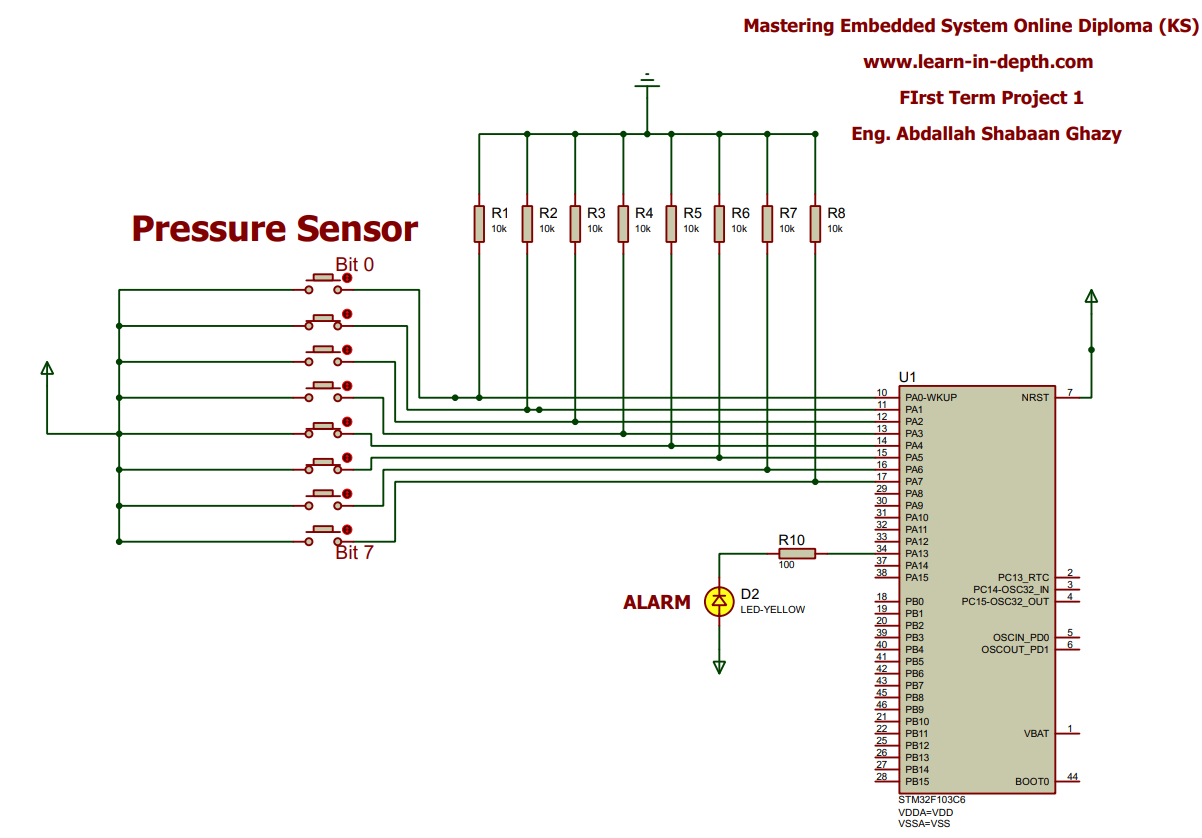 Mastering Embedded System Online Diploma (KS)
www.learn-in-depth.com
FIrst Term Project 1
Eng. Abdallah Shabaan Ghazy
Pressure Sensor
Bit 0
Bit 7
R1
10k
R2
10k
R3
10k
R4
10k
R5
10k
R6
10k
R7
10k
R8
10k
R10
100
ALARM
D2
LED-YELLOW
U1
10 PA0-WKUP NRST 7
11 PA1
12 PA2
13 PA3
14 PA4
15 PA5
16 PA6
17 PA7
29 PA8
30 PA9
31 PA10
32 PA11
33 PA12
34 PA13
37 PA14
38 PA15 PC13_RTC 2
PC14-OSC32_IN 3
18 PB0 PC15-OSC32_OUT 4
19 PB1
20 PB2
39 PB3 OSCIN_PD0 5
40 PB4 OSCOUT_PD1 6
41 PB5
42 PB6
43 PB7
45 PB8
46 PB9
21 PB10
22 PB11 VBAT 1
25 PB12
26 PB13
27 PB14
28 PB15 BOOT0 44
STM32F103C6
VDDA=VDD
VSSA=VSS